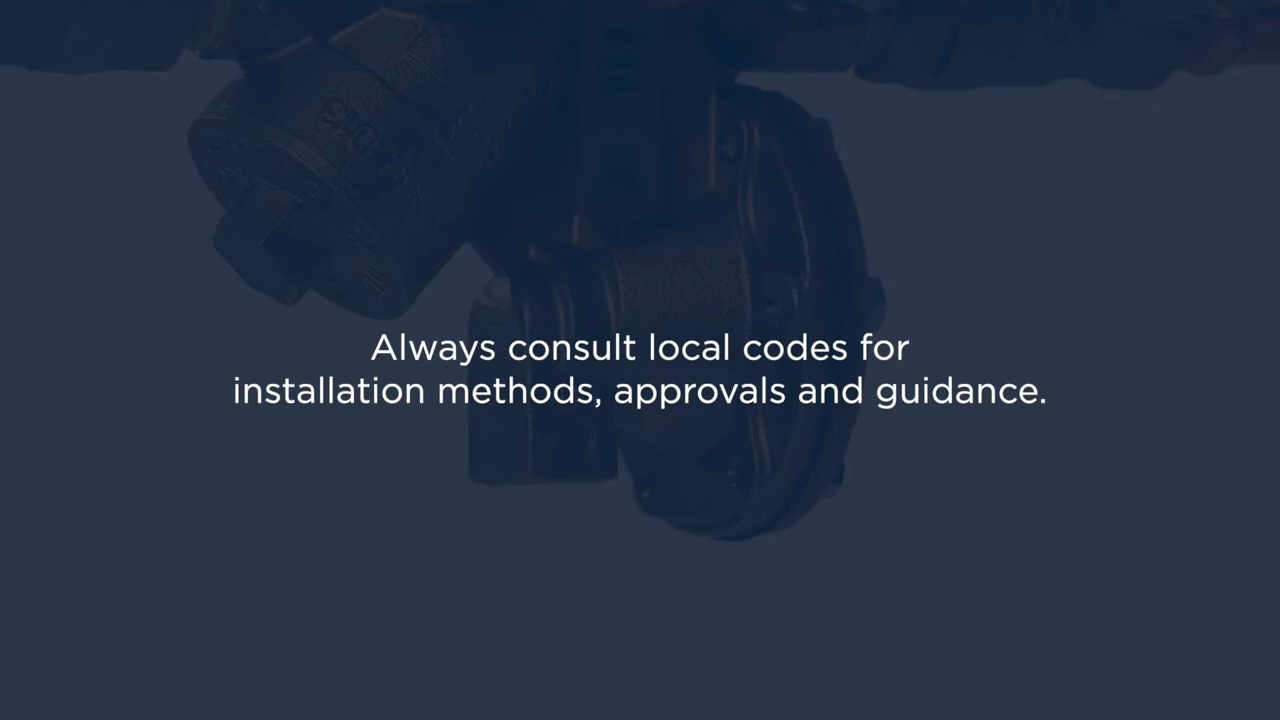 Always consult local codes for
installation methods, approvals and guidance.